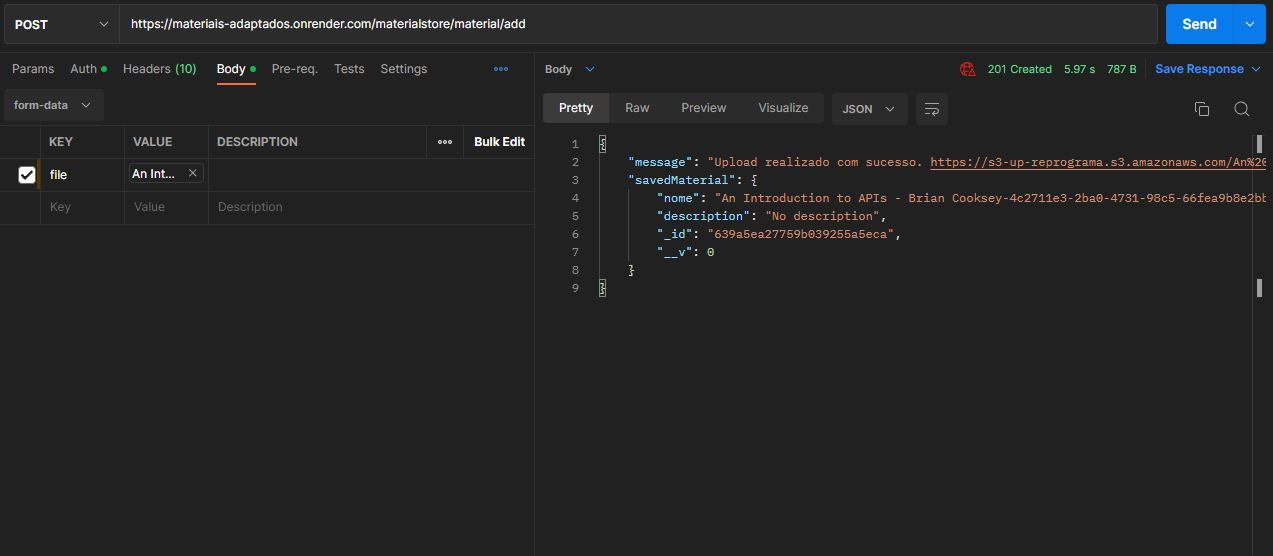 POST https://materiais-adaptados.onrender.com/materialstore/material/add Send
Params Auth Headers (10) Body Pre-req. Tests Settings
form-data
KEY VALUE DESCRIPTION Bulk Edit
file An Int...
Key Value Description
Body 201 Created 5.97 s 787 B Save Response
Pretty Raw Preview Visualize JSON
1 {
2 "message": "Upload realizado com sucesso. https://s3-up-reprograma.s3.amazonaws.com/An%20
3 "savedMaterial": {
4 "nome": "An Introduction to APIs - Brian Cooksey-4c2711e3-2ba0-4731-98c5-66fea9b8e2bb
5 "description": "No description",
6 "_id": "639a5ea27759b039255a5eca",
7 "__v": 0
8 }
9 }